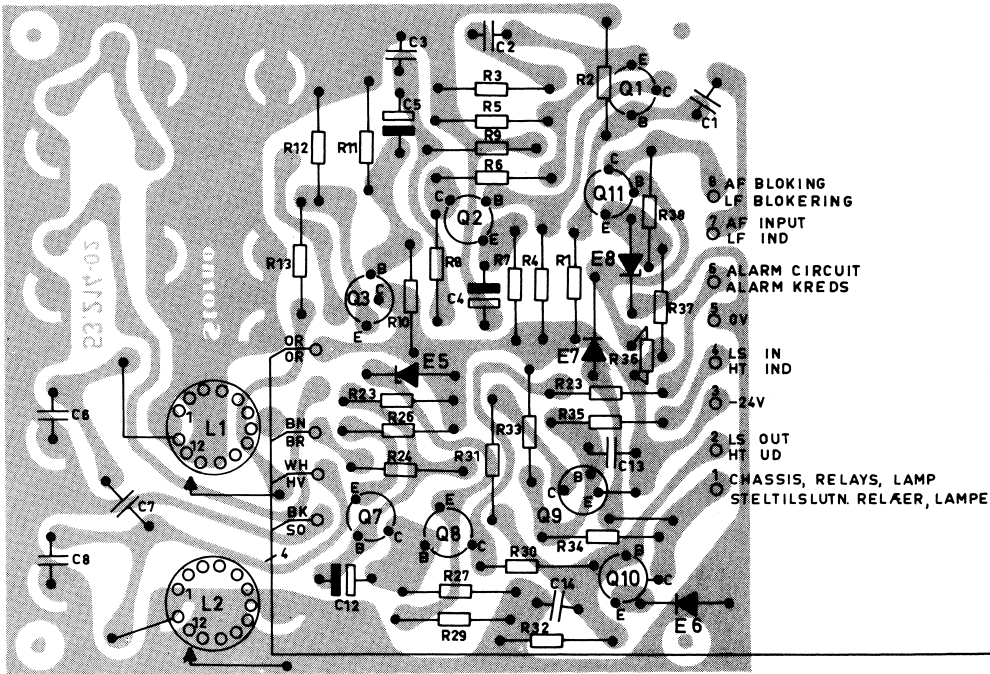 C3
C2
R3
R2
E
Q1
C
B
C1
C5
R5
R9
R6
R12
R11
C
B
Q2
E
C
B
Q11
E
R38
8 AF BLOKING
LF BLOKERING
7 AF INPUT
LF IND
6 ALARM CIRCUIT
ALARM KREDS
5 0V
4 LS IN
HT IND
3 -24V
2 LS OUT
HT UD
1 CHASSIS, RELAYS, LAMP
STELTILSLUTN. RELÆER, LAMPE
53214-02
Storno
R13
B
Q3
C
E
R10
R8
C4
R7
R4
R1
E8
R37
R36
E7
OR
OR
E5
R23
R23
R26
R35
R33
R31
R24
C13
C6
1
L1
12
BN
BR
WH
HV
BK
SO
4
C7
C8
E
Q7
B
C
E
Q8
B
C
B
C
E
Q9
R34
R30
B
Q10
C
E
E6
1
L2
12
C12
R27
R29
C14
R32